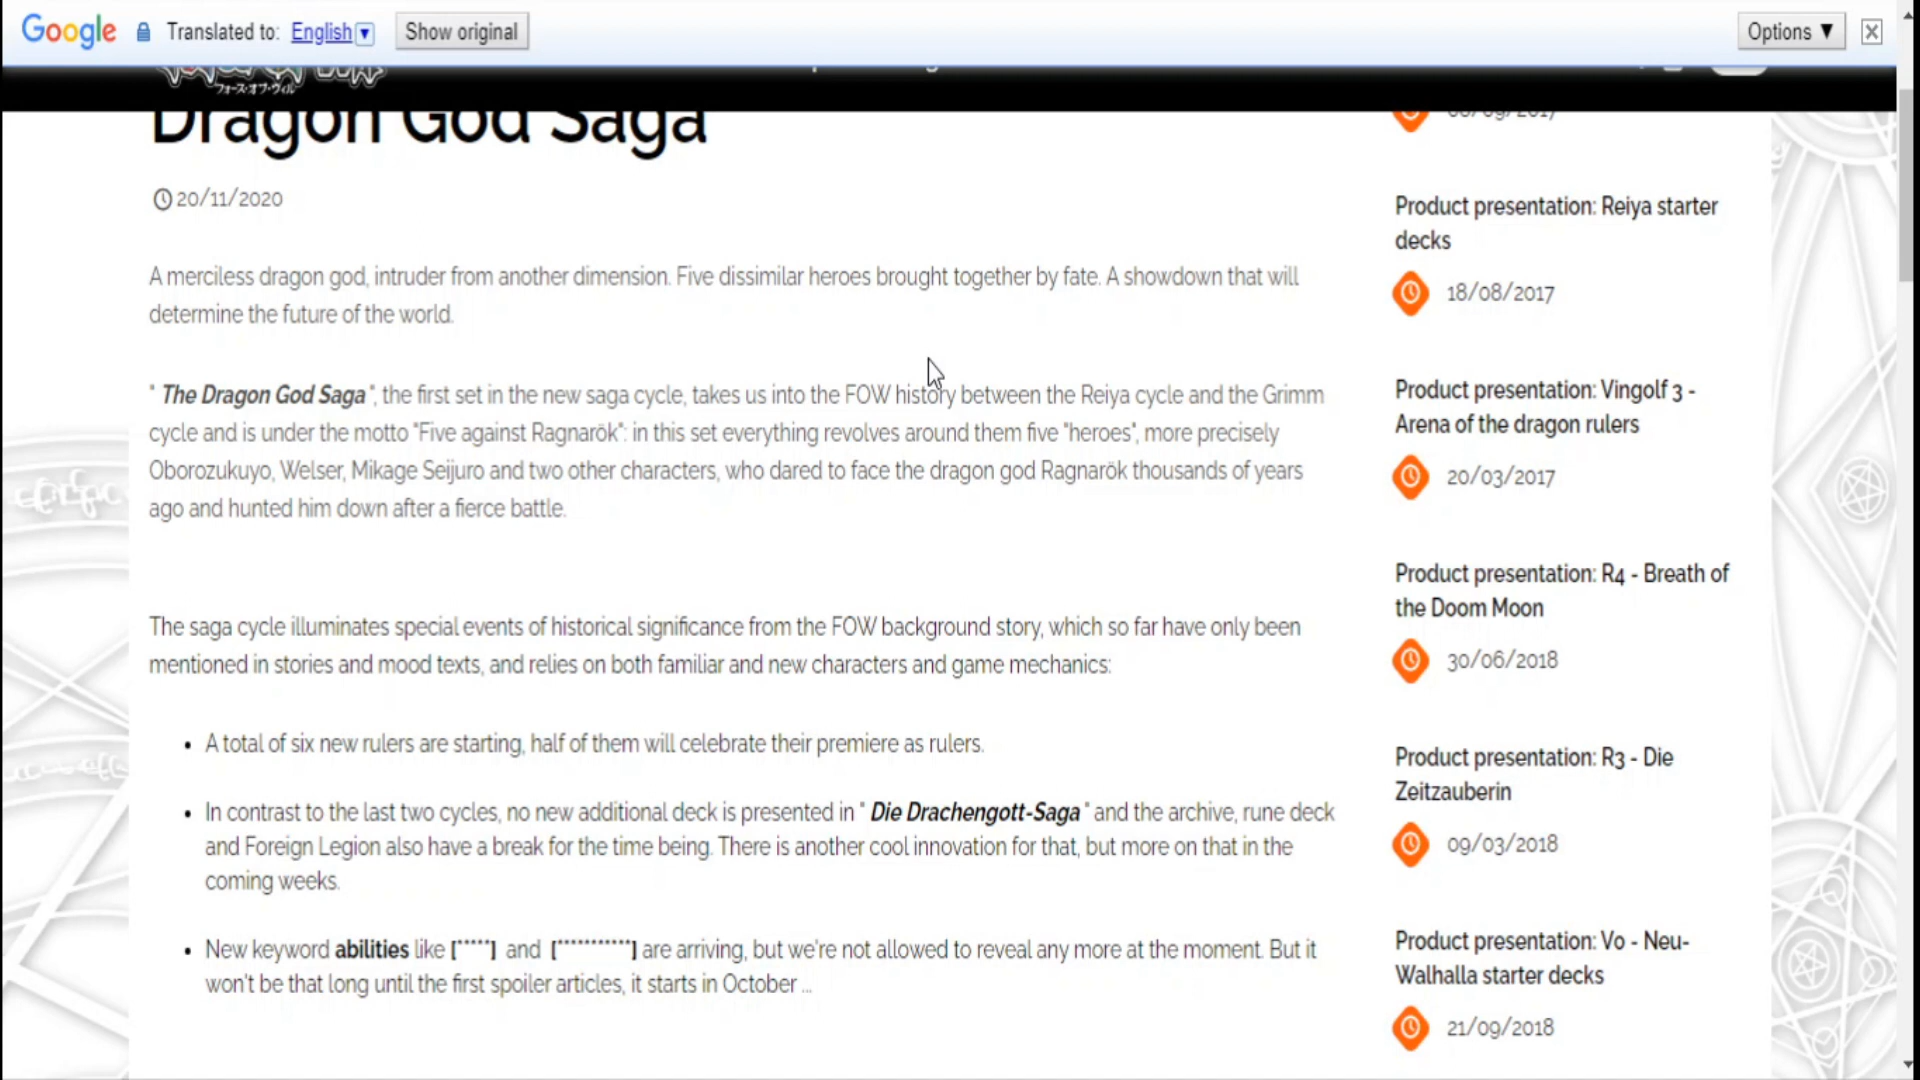 Google Translated to: English Show original Options ▼
フォース・オブ・ウィル
Dragon God Saga
20/11/2020
A merciless dragon god, intruder from another dimension. Five dissimilar heroes brought together by fate. A showdown that will
determine the future of the world.
" The Dragon God Saga ", the first set in the new saga cycle, takes us into the FOW history between the Reiya cycle and the Grimm
cycle and is under the motto "Five against Ragnarök": in this set everything revolves around them five "heroes", more precisely
Oborozukuyo, Welser, Mikage Seijuro and two other characters, who dared to face the dragon god Ragnarök thousands of years
ago and hunted him down after a fierce battle.
The saga cycle illuminates special events of historical significance from the FOW background story, which so far have only been
mentioned in stories and mood texts, and relies on both familiar and new characters and game mechanics:
• A total of six new rulers are starting, half of them will celebrate their premiere as rulers.
• In contrast to the last two cycles, no new additional deck is presented in " Die Drachengott-Saga " and the archive, rune deck
and Foreign Legion also have a break for the time being. There is another cool innovation for that, but more on that in the
coming weeks.
• New keyword abilities like [*****] and [***********] are arriving, but we're not allowed to reveal any more at the moment. But it
won't be that long until the first spoiler articles, it starts in October ...
08/09/2017
Product presentation: Reiya starter
decks
18/08/2017
Product presentation: Vingolf 3 -
Arena of the dragon rulers
20/03/2017
Product presentation: R4 - Breath of
the Doom Moon
30/06/2018
Product presentation: R3 - Die
Zeitzauberin
09/03/2018
Product presentation: V0 - Neu-
Walhalla starter decks
21/09/2018